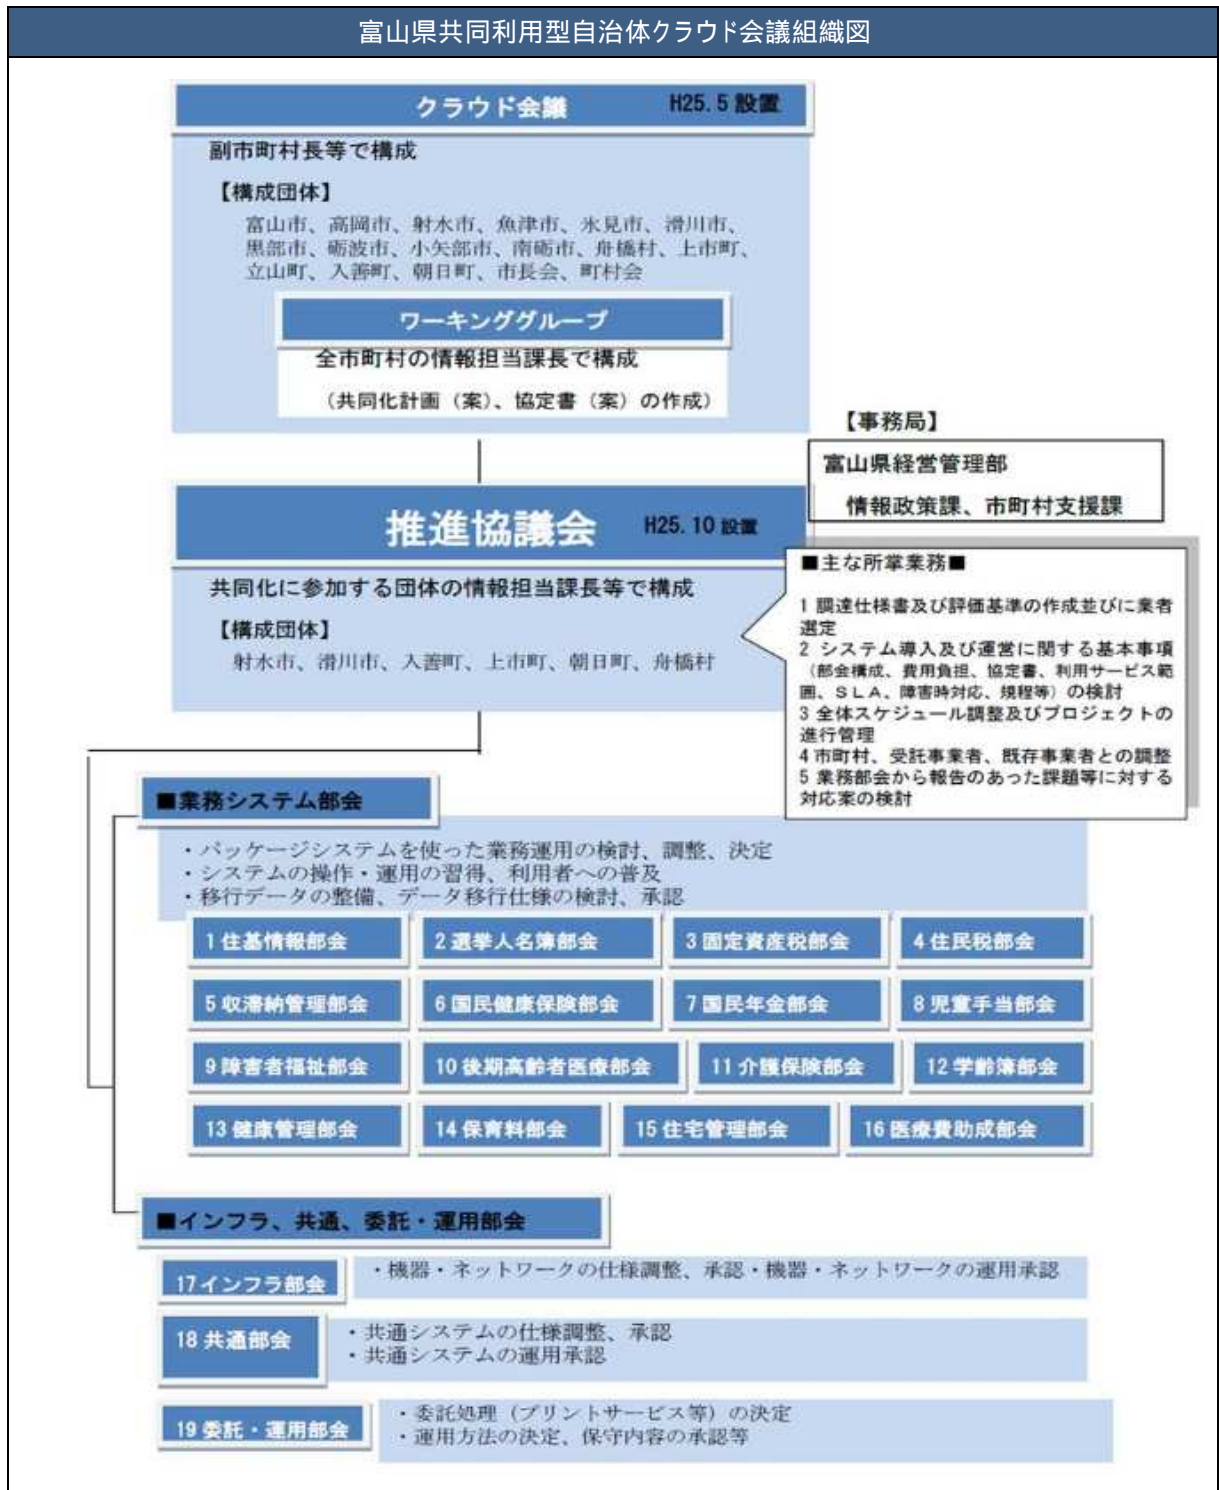 富山県共同利用型自治体クラウド会議組織図
クラウド会議 H25.5 設置
副市町村長等で構成
【構成団体】
富山市、高岡市、射水市、魚津市、氷見市、滑川市、
黒部市、砺波市、小矢部市、南砺市、舟橋村、上市町、
立山町、入善町、朝日町、市長会、町村会
ワーキンググループ
全市町村の情報担当課長で構成
(共同化計画(案)、協定書(案)の作成)
【事務局】
富山県経営管理部
情報政策課、市町村支援課
推進協議会 H25.10 設置
共同化に参加する団体の情報担当課長等で構成
【構成団体】
射水市、滑川市、入善町、上市町、朝日町、舟橋村
■主な所掌業務■
1 調達仕様書及び評価基準の作成並びに業者
選定
2 システム導入及び運営に関する基本事項
(部会構成、費用負担、協定書、利用サービス範
囲、SLA、障害時対応、規程等)の検討
3 全体スケジュール調整及びプロジェクトの
進行管理
4 市町村、受託事業者、既存事業者との調整
5 業務部会から報告のあった課題等に対する
対応案の検討
■業務システム部会
・パッケージシステムを使った業務運用の検討、調整、決定
・システムの操作・運用の習得、利用者への普及
・移行データの整備、データ移行仕様の検討、承認
1 住基情報部会 2 選挙人名簿部会 3 固定資産税部会 4 住民税部会
5 収滞納管理部会 6 国民健康保険部会 7 国民年金部会 8 児童手当部会
9 障害者福祉部会 10 後期高齢者医療部会 11 介護保険部会 12 学齢簿部会
13 健康管理部会 14 保育料部会 15 住宅管理部会 16 医療費助成部会
■インフラ、共通、委託・運用部会
17 インフラ部会 ・機器・ネットワークの仕様調整、承認・機器・ネットワークの運用承認
18 共通部会 ・共通システムの仕様調整、承認
・共通システムの運用承認
19 委託・運用部会 ・委託処理(プリントサービス等)の決定
・運用方法の決定、保守内容の承認等